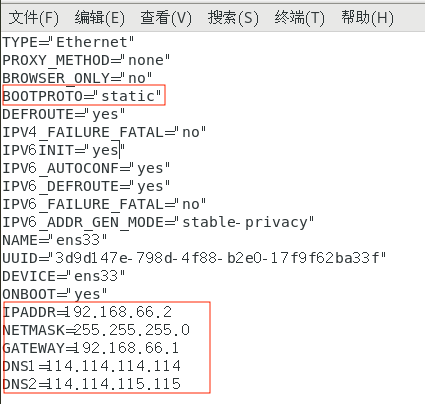 文件(F) 编辑(E) 查看(V) 搜索(S) 终端(T) 帮助(H)
TYPE="Ethernet"
PROXY_METHOD="none"
BROWSER_ONLY="no"
BOOTPROTO="static"
DEFROUTE="yes"
IPV4_FAILURE_FATAL="no"
IPV6INIT="yes"
IPV6_AUTOCONF="yes"
IPV6_DEFROUTE="yes"
IPV6_FAILURE_FATAL="no"
IPV6_ADDR_GEN_MODE="stable-privacy"
NAME="ens33"
UUID="3d9d147e-798d-4f88-b2e0-17f9f62ba33f"
DEVICE="ens33"
ONBOOT="yes"
IPADDR=192.168.66.2
NETMASK=255.255.255.0
GATEWAY=192.168.66.1
DNS1=114.114.114.114
DNS2=114.114.115.115